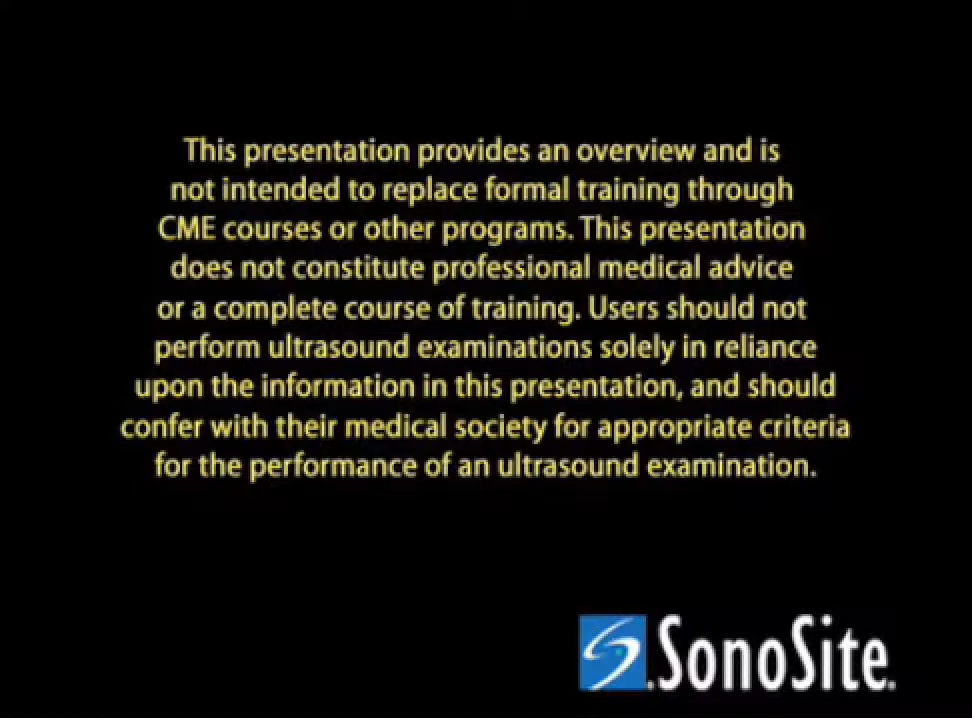 This presentation provides an overview and is
not intended to replace formal training through
CME courses or other programs. This presentation
does not constitute professional medical advice
or a complete course of training. Users should not
perform ultrasound examinations solely in reliance
upon the information in this presentation, and should
confer with their medical society for appropriate criteria
for the performance of an ultrasound examination.
SonoSite.